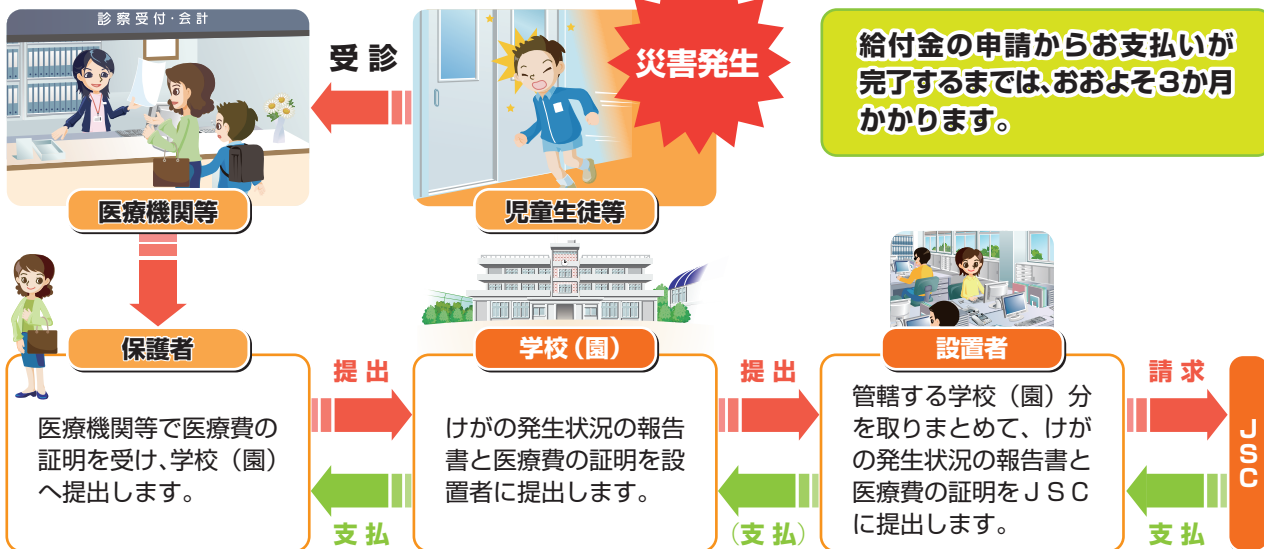 診察受付・会計
受診
災害発生
給付金の申請からお支払いが
完了するまでは、おおよそ3か月
かかります。
医療機関等
児童生徒等
保護者
医療機関等で医療費の
証明を受け、学校（園）
へ提出します。
提出
支払
学校（園）
けがの発生状況の報告
書と医療費の証明を設
置者に提出します。
提出
（支払）
設置者
管轄する学校（園）分
を取りまとめて、けが
の発生状況の報告書と
医療費の証明をＪＳＣ
に提出します。
請求
支払
JSC